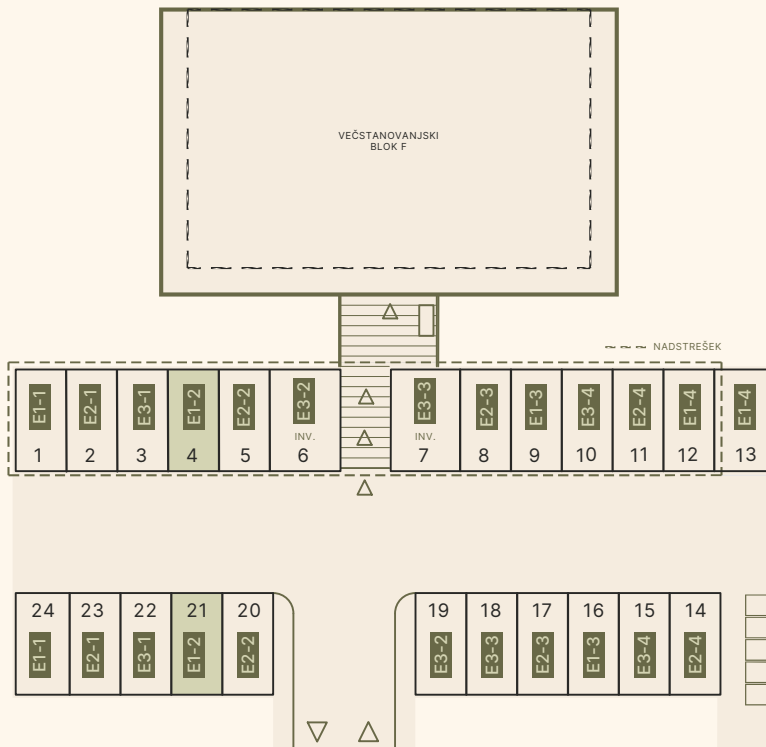 VEČSTANOVANJSKI
BLOK F
NADSTREŠEK
E1-1 E2-1 E3-1 E1-2 E2-2 E3-2 E3-3 E2-3 E1-3 E3-4 E2-4 E1-4 E1-4
INV. INV.
1 2 3 4 5 6 7 8 9 10 11 12 13
24 23 22 21 20 19 18 17 16 15 14
E1-1 E2-1 E3-1 E1-2 E2-2 E3-2 E3-3 E2-3 E1-3 E3-4 E2-4